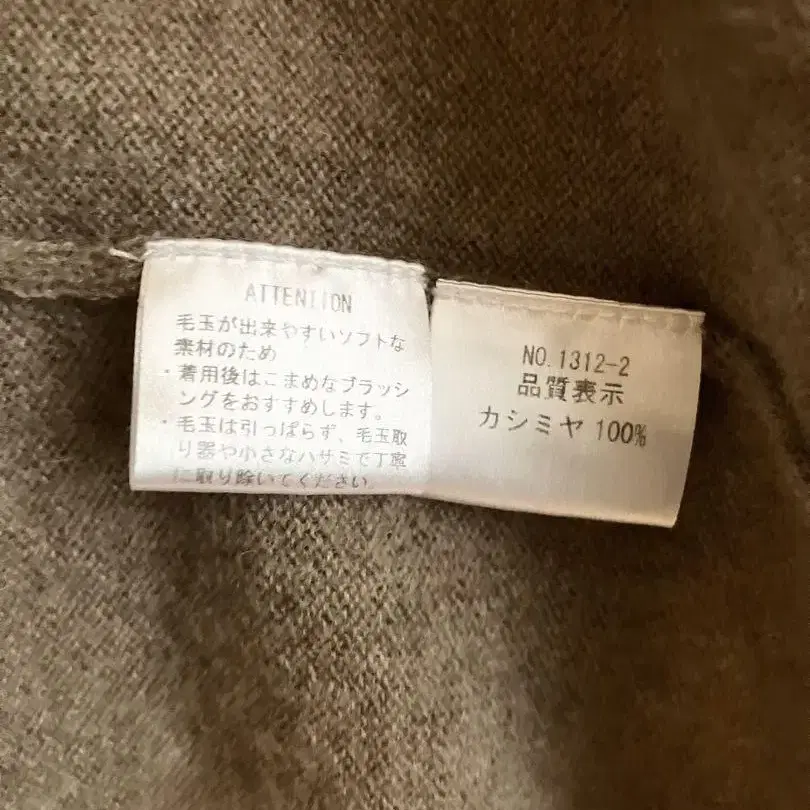 ATTENTION
毛玉が出来やすいソフトな
素材のため
・着用後はこまめなブラッシ
ングをおすすめします。
・毛玉は引っぱらず、毛玉取
り器や小さなハサミで丁寧
に取り除いてください。
NO.1312-2
品質表示
カシミヤ 100%